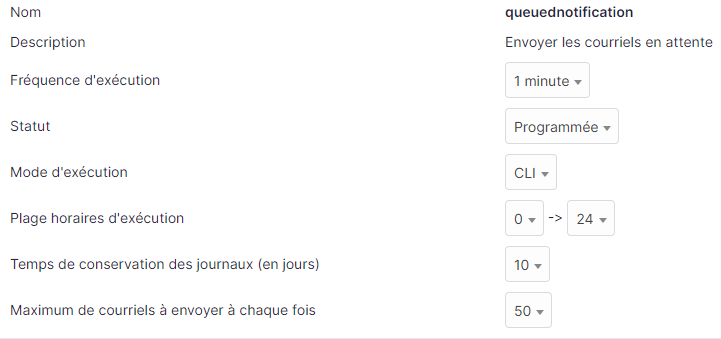 Nom queuednotification
Description Envoyer les courriels en attente
Fréquence d'exécution 1 minute
Statut Programmée
Mode d'exécution CLI
Plage horaires d'exécution 0 -> 24
Temps de conservation des journaux (en jours) 10
Maximum de courriels à envoyer à chaque fois 50